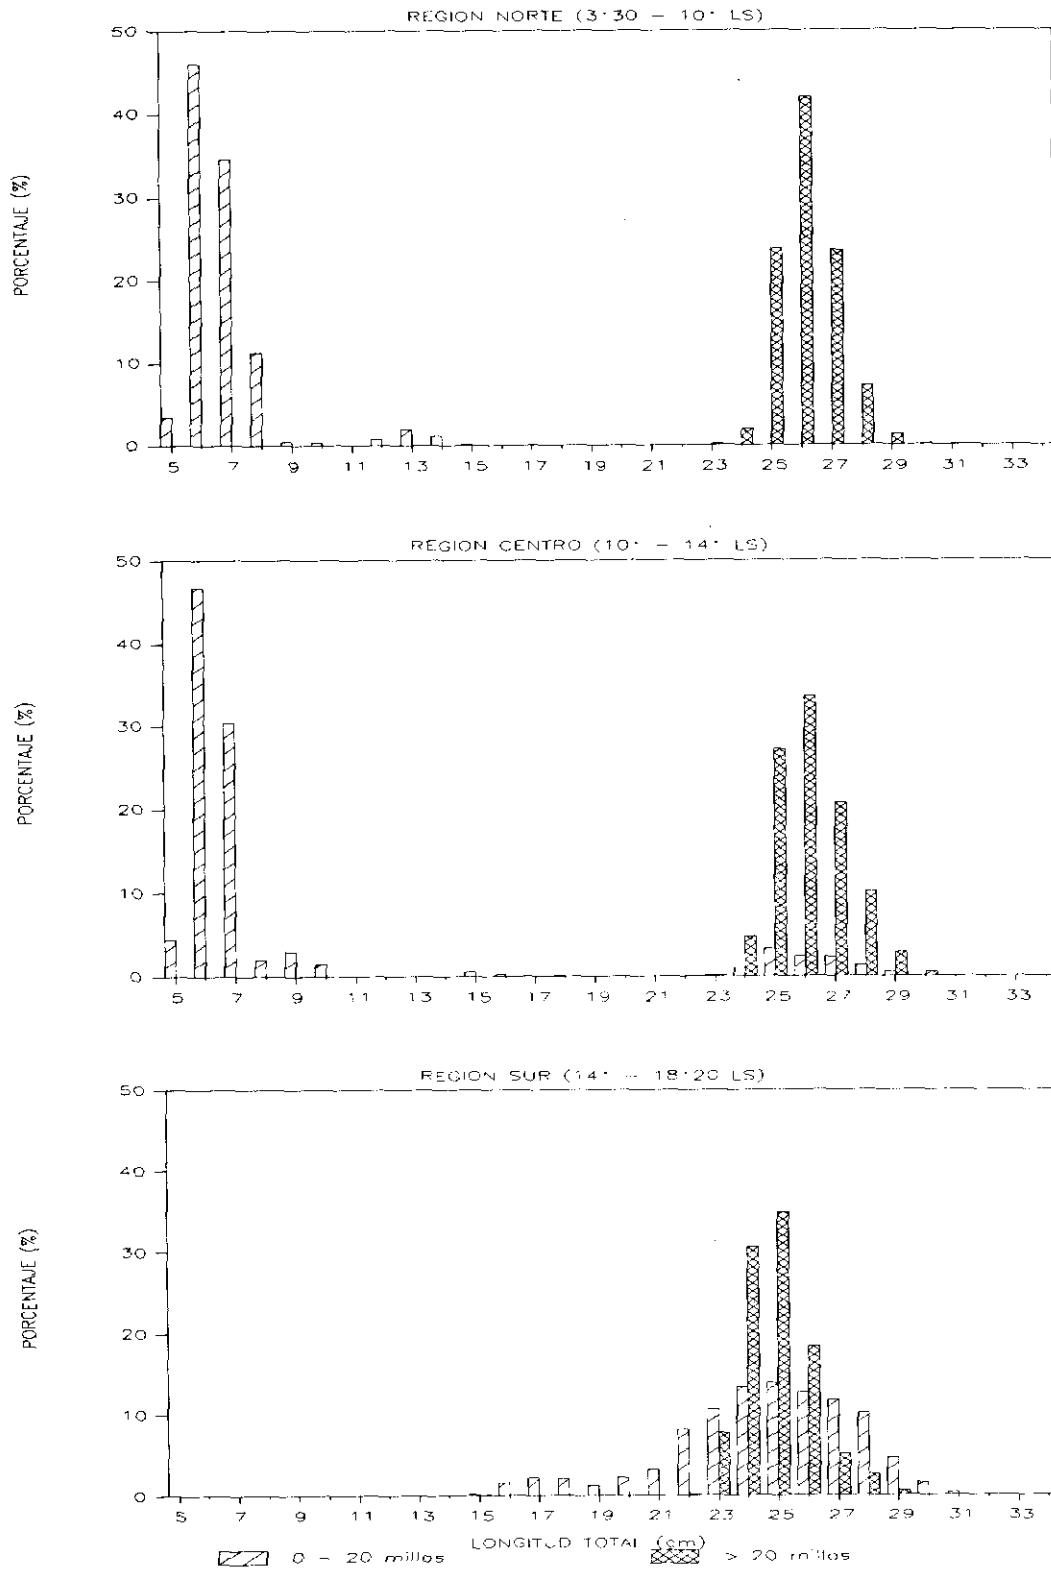 REGION NORTE (3°30 – 10° LS)
PORCENTAJE (%)
50
40
30
20
10
0
5 7 9 11 13 15 17 19 21 23 25 27 29 31 33
REGION CENTRO (10° – 14° LS)
PORCENTAJE (%)
50
40
30
20
10
0
5 7 9 11 13 15 17 19 21 23 25 27 29 31 33
REGION SUR (14° – 18°20 LS)
PORCENTAJE (%)
50
40
30
20
10
0
5 7 9 11 13 15 17 19 21 23 25 27 29 31 33
LONGITUD TOTAL (cm)
0 – 20 millas
> 20 millas